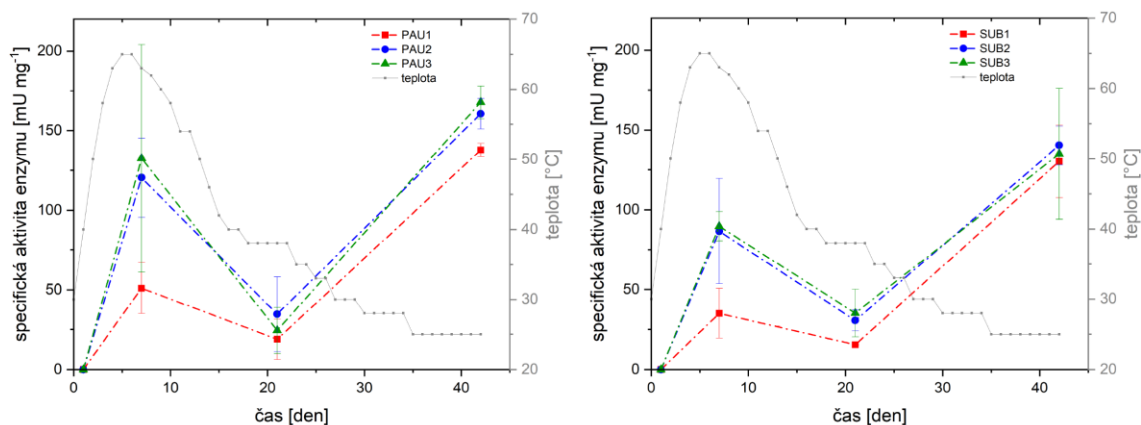 specifická aktivita enzymu [mU mg⁻¹]
200
150
100
50
0
PAU1
PAU2
PAU3
teplota
70
60
50
40
30
20
teplota [°C]
0 10 20 30 40
čas [den]
specifická aktivita enzymu [mU mg⁻¹]
200
150
100
50
0
SUB1
SUB2
SUB3
teplota
70
60
50
40
30
20
teplota [°C]
0 10 20 30 40
čas [den]